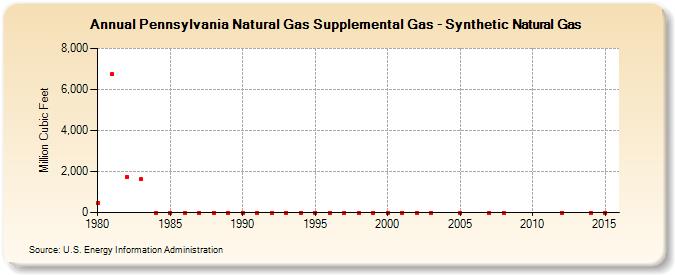 Annual Pennsylvania Natural Gas Supplemental Gas - Synthetic Natural Gas
Million Cubic Feet
8,000
6,000
4,000
2,000
0
1980 1985 1990 1995 2000 2005 2010 2015
Source: U.S. Energy Information Administration